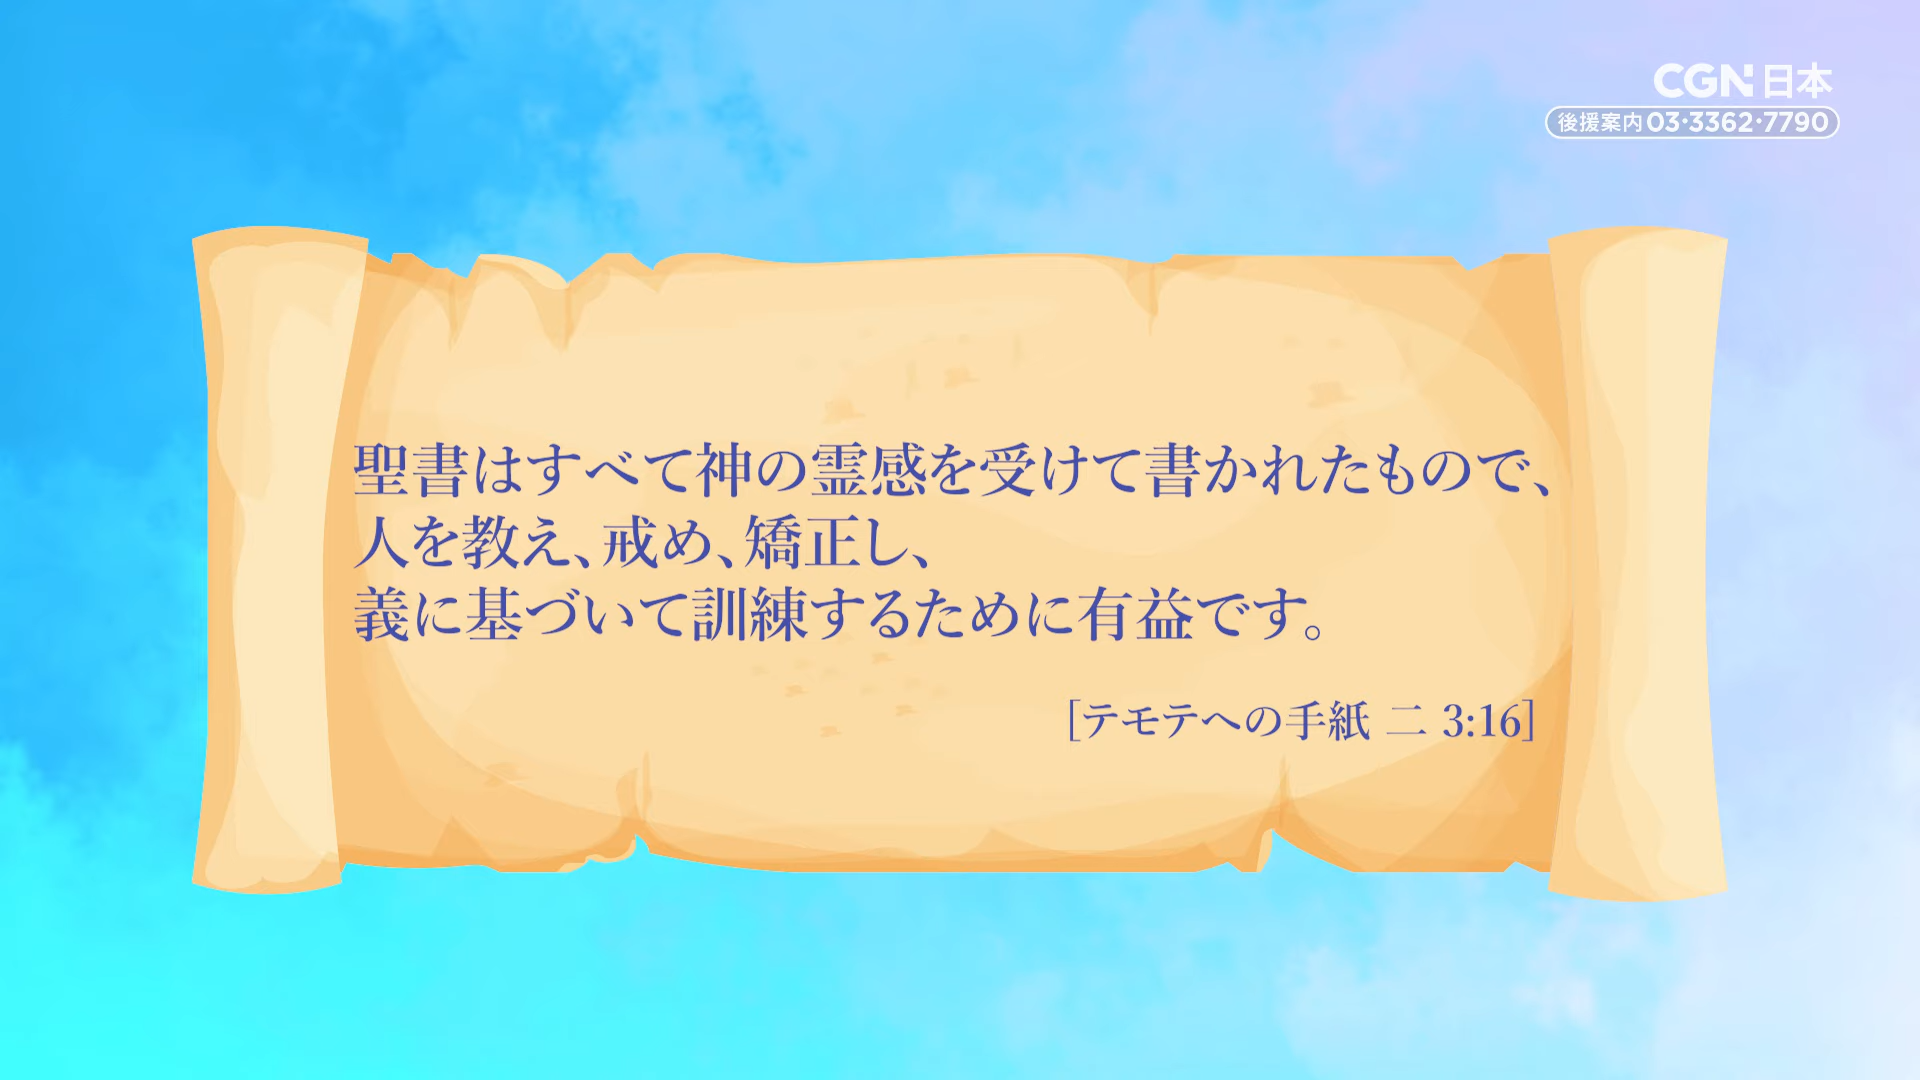 CGN日本
後援案内 03·3362·7790
聖書はすべて神の霊感を受けて書かれたもので、
人を教え、戒め、矯正し、
義に基づいて訓練するために有益です。
[テモテへの手紙 二 3:16]